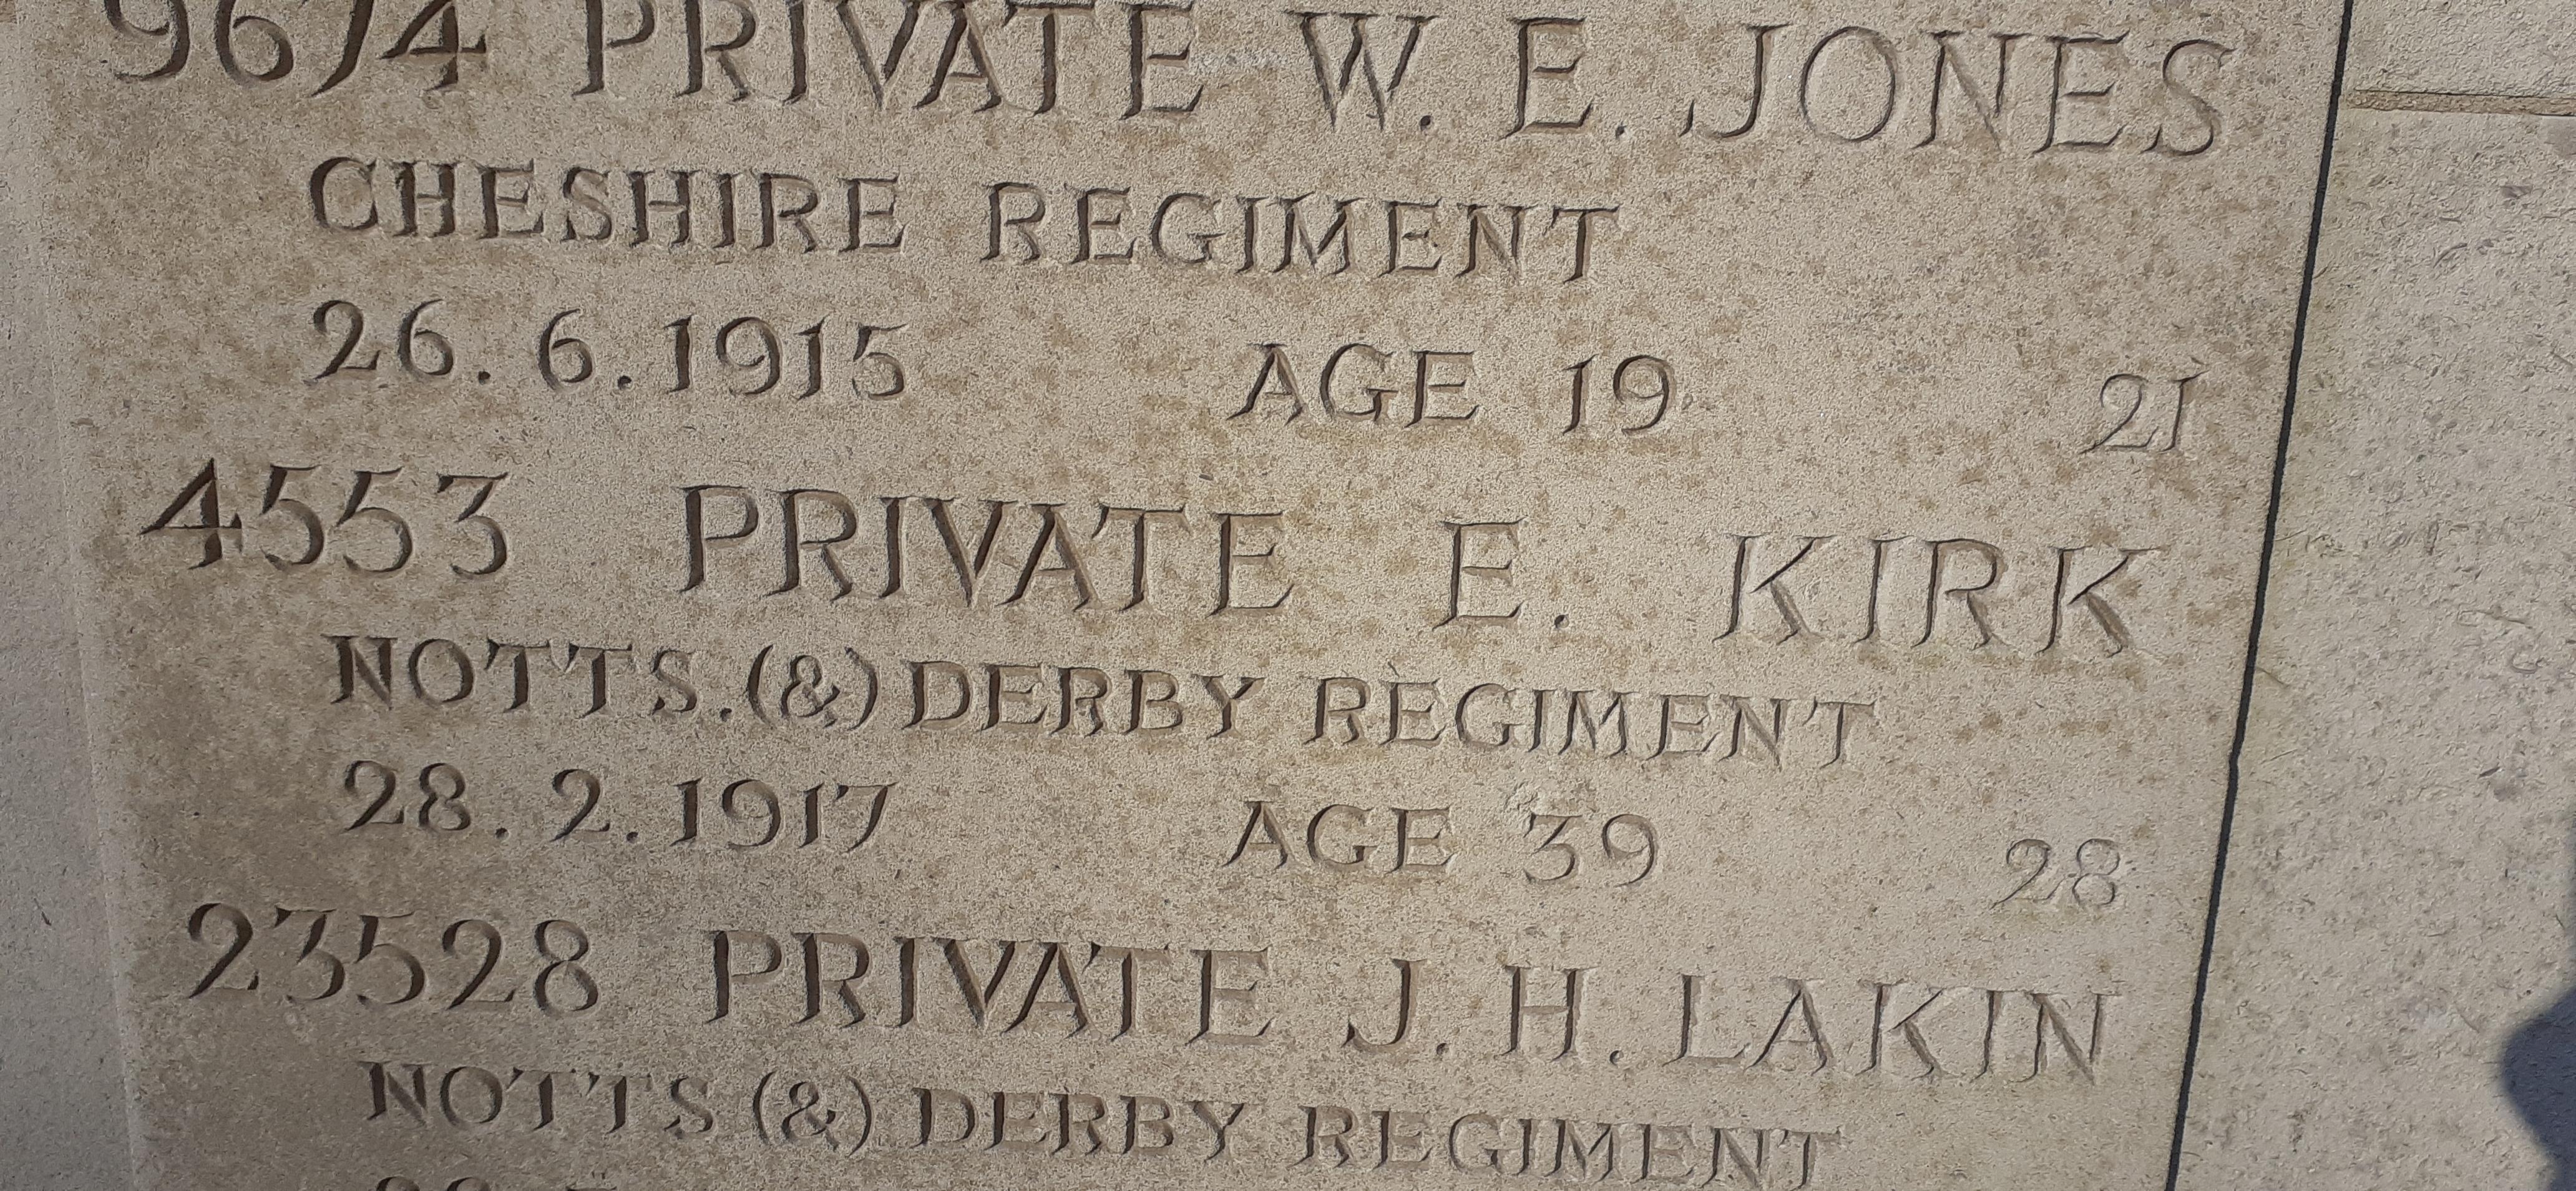 9674 PRIVATE W. E. JONES
CHESHIRE REGIMENT
26. 6. 1915 AGE 19 21
4553 PRIVATE E. KIRK
NOTTS. (&) DERBY REGIMENT
28. 2. 1917 AGE 39 28
23528 PRIVATE J. H. LAKIN
NOTTS (&) DERBY REGIMENT